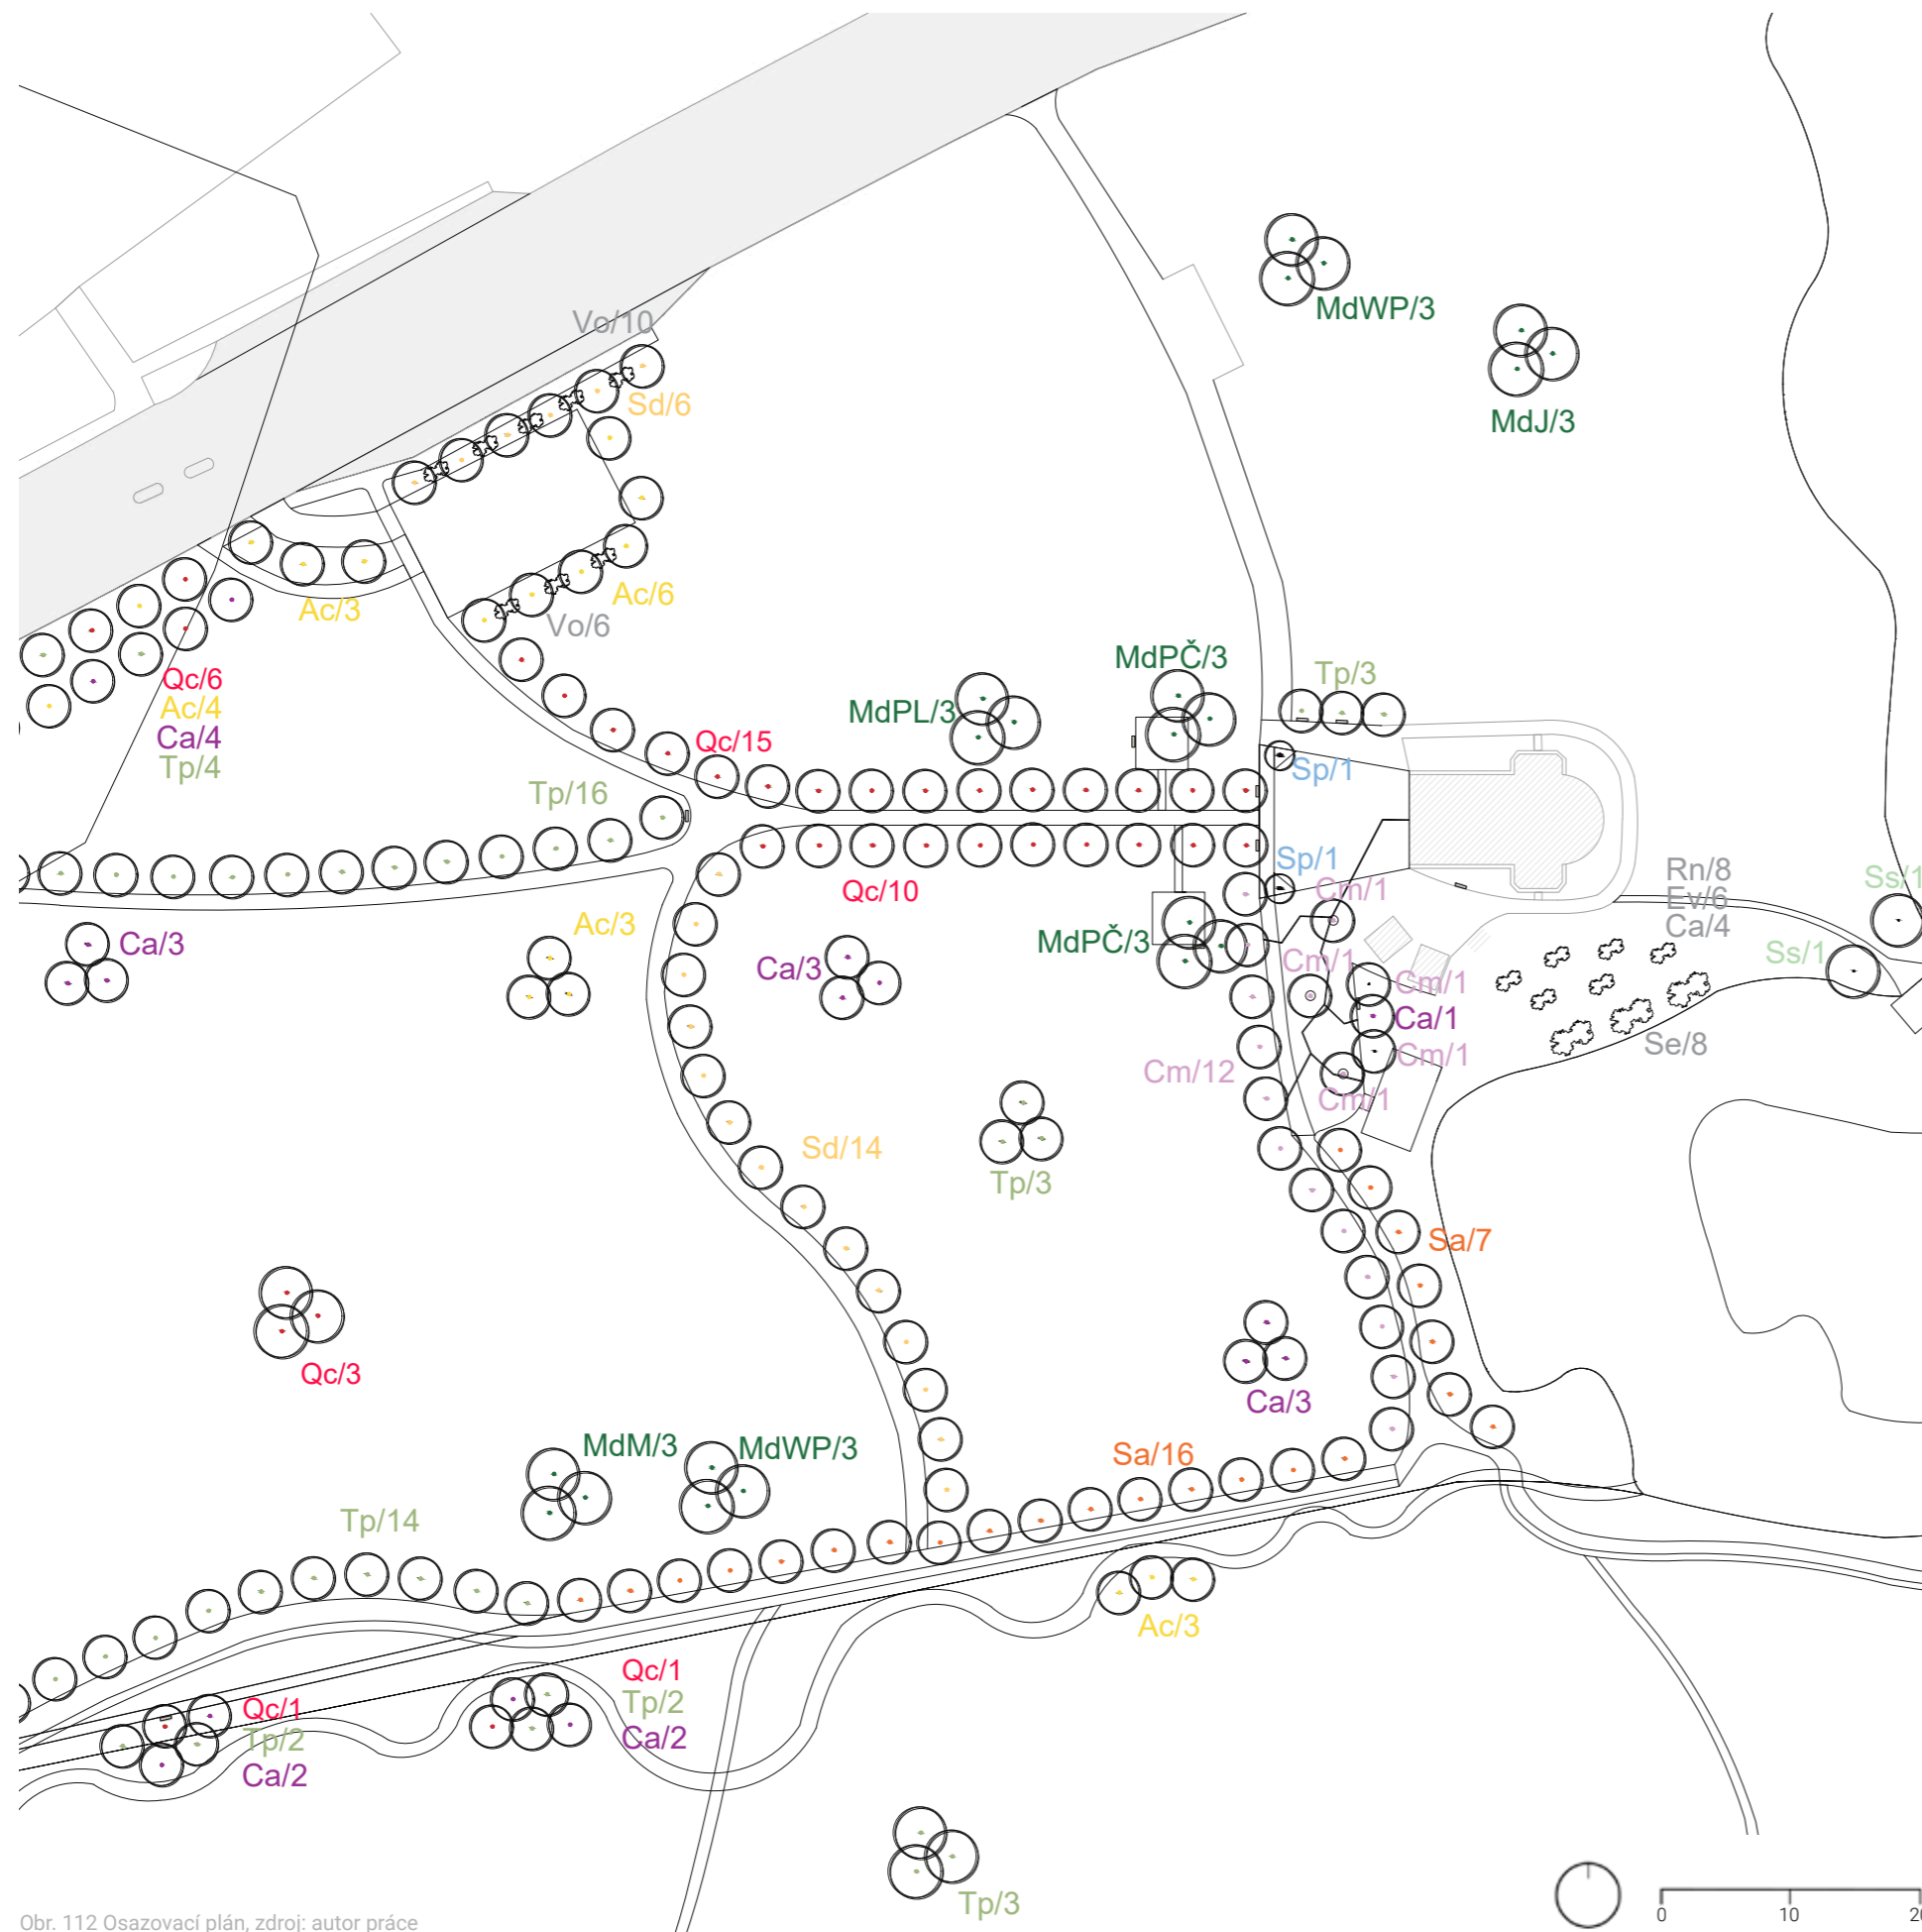 MdWP/3
Vo/10
Sd/6
MdJ/3
Ac/3
Ac/6
Vo/6
Qc/6
Ac/4
Ca/4
Tp/4
MdPČ/3
MdPL/3
Tp/3
Qc/15
Sp/1
Tp/16
Sp/1
Qc/10
Cm/1
Rn/8
Ev/6
Ca/4
Ss/1
Ac/3
Ca/3
MdPČ/3
Ca/3
Cm/1
Cm/1
Ss/1
Ca/1
Se/8
Cm/1
Cm/12
Cm/1
Sd/14
Tp/3
Sa/7
Qc/3
Ca/3
MdM/3
MdWP/3
Sa/16
Tp/14
Ac/3
Qc/1
Tp/2
Ca/2
Qc/1
Tp/2
Ca/2
Tp/3
0 10 20
Obr. 112 Osazovací plán, zdroj: autor práce